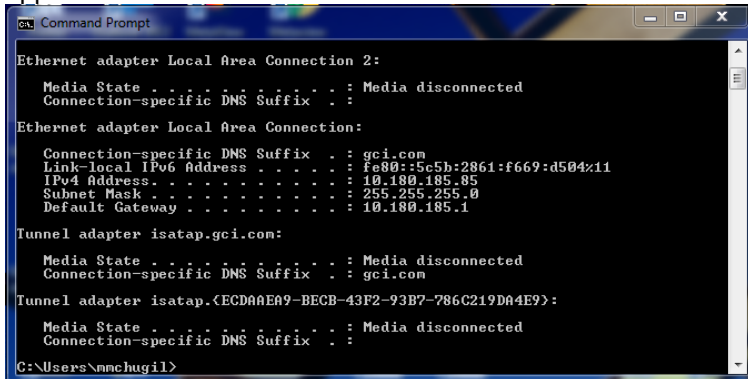 Command Prompt
Ethernet adapter Local Area Connection 2:
Media State . . . . . . . . . . . : Media disconnected
Connection-specific DNS Suffix  . :
Ethernet adapter Local Area Connection:
Connection-specific DNS Suffix  . : gci.com
Link-local IPv6 Address . . . . . : fe80::5c5b:2861:f669:d504%11
IPv4 Address. . . . . . . . . . . : 10.180.185.85
Subnet Mask . . . . . . . . . . . : 255.255.255.0
Default Gateway . . . . . . . . . : 10.180.185.1
Tunnel adapter isatap.gci.com:
Media State . . . . . . . . . . . : Media disconnected
Connection-specific DNS Suffix  . : gci.com
Tunnel adapter isatap.{ECDAAEA9-BECB-43F2-93B7-786C219DA4E9}:
Media State . . . . . . . . . . . : Media disconnected
Connection-specific DNS Suffix  . :
C:\Users\mmchugil>